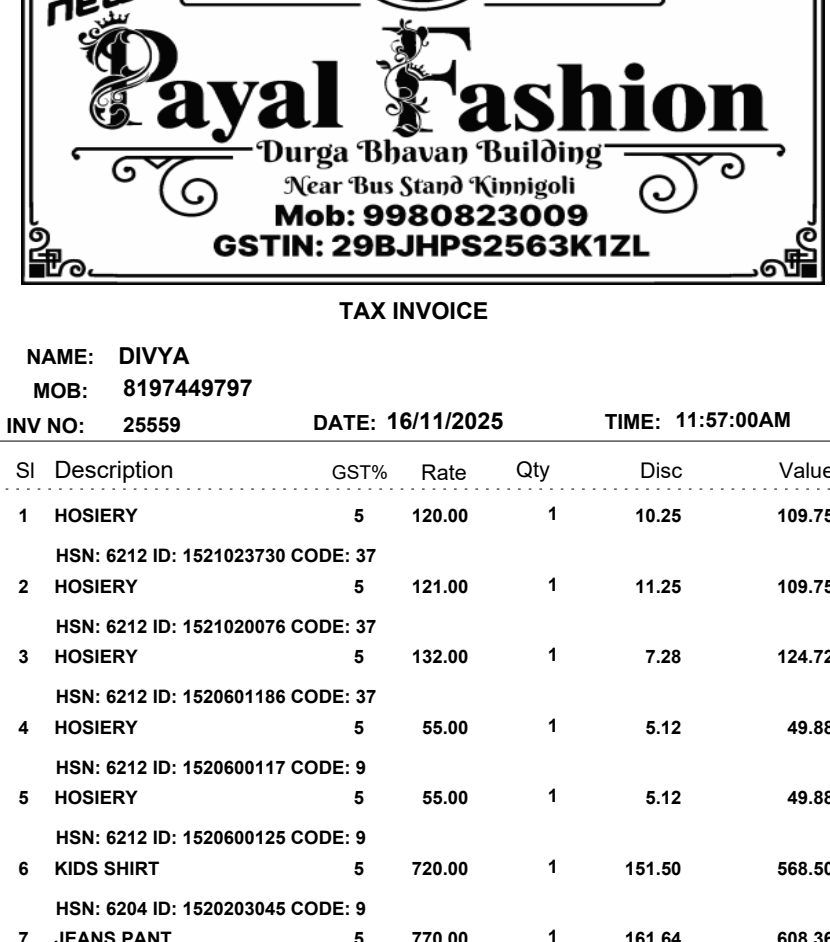 new
Payal Fashion
Durga Bhavan Building
Near Bus Stand Kinnigoli
Mob: 9980823009
GSTIN: 29BJHPS2563K1ZL
TAX INVOICE
NAME: DIVYA
MOB: 8197449797
INV NO: 25559 DATE: 16/11/2025 TIME: 11:57:00AM
Sl Description GST% Rate Qty Disc Value
1 HOSIERY 5 120.00 1 10.25 109.75
HSN: 6212 ID: 1521023730 CODE: 37
2 HOSIERY 5 121.00 1 11.25 109.75
HSN: 6212 ID: 1521020076 CODE: 37
3 HOSIERY 5 132.00 1 7.28 124.72
HSN: 6212 ID: 1520601186 CODE: 37
4 HOSIERY 5 55.00 1 5.12 49.88
HSN: 6212 ID: 1520600117 CODE: 9
5 HOSIERY 5 55.00 1 5.12 49.88
HSN: 6212 ID: 1520600125 CODE: 9
6 KIDS SHIRT 5 720.00 1 151.50 568.50
HSN: 6204 ID: 1520203045 CODE: 9
7 JEANS PANT 5 770.00 1 161.64 608.36